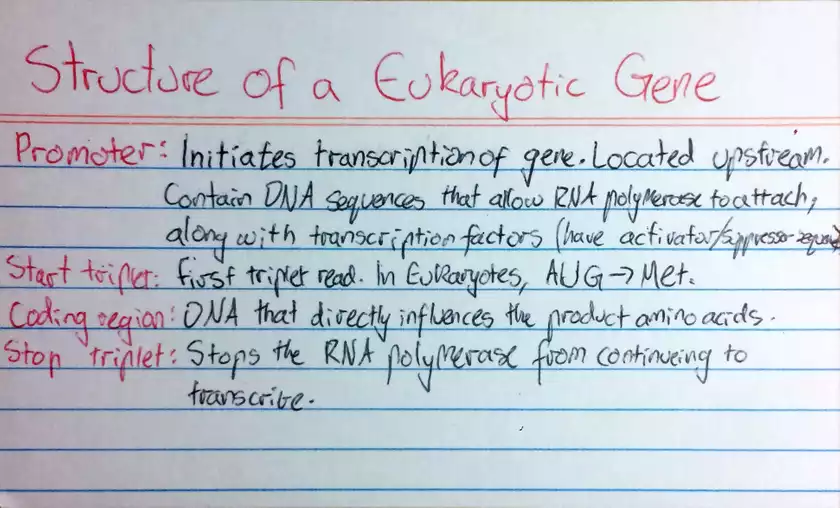 Structure of a Eukaryotic Gene
Promoter: Initiates transcription of gene. Located upstream.
Contain DNA sequences that allow RNA polymerase to attach,
along with transcription factors (have activator/suppressor
Start triplet: First triplet read. In Eukaryotes, AUG → Met.
Coding region: DNA that directly influences the product amino acids.
Stop triplet: Stops the RNA polymerase from continueing to
transcribe.